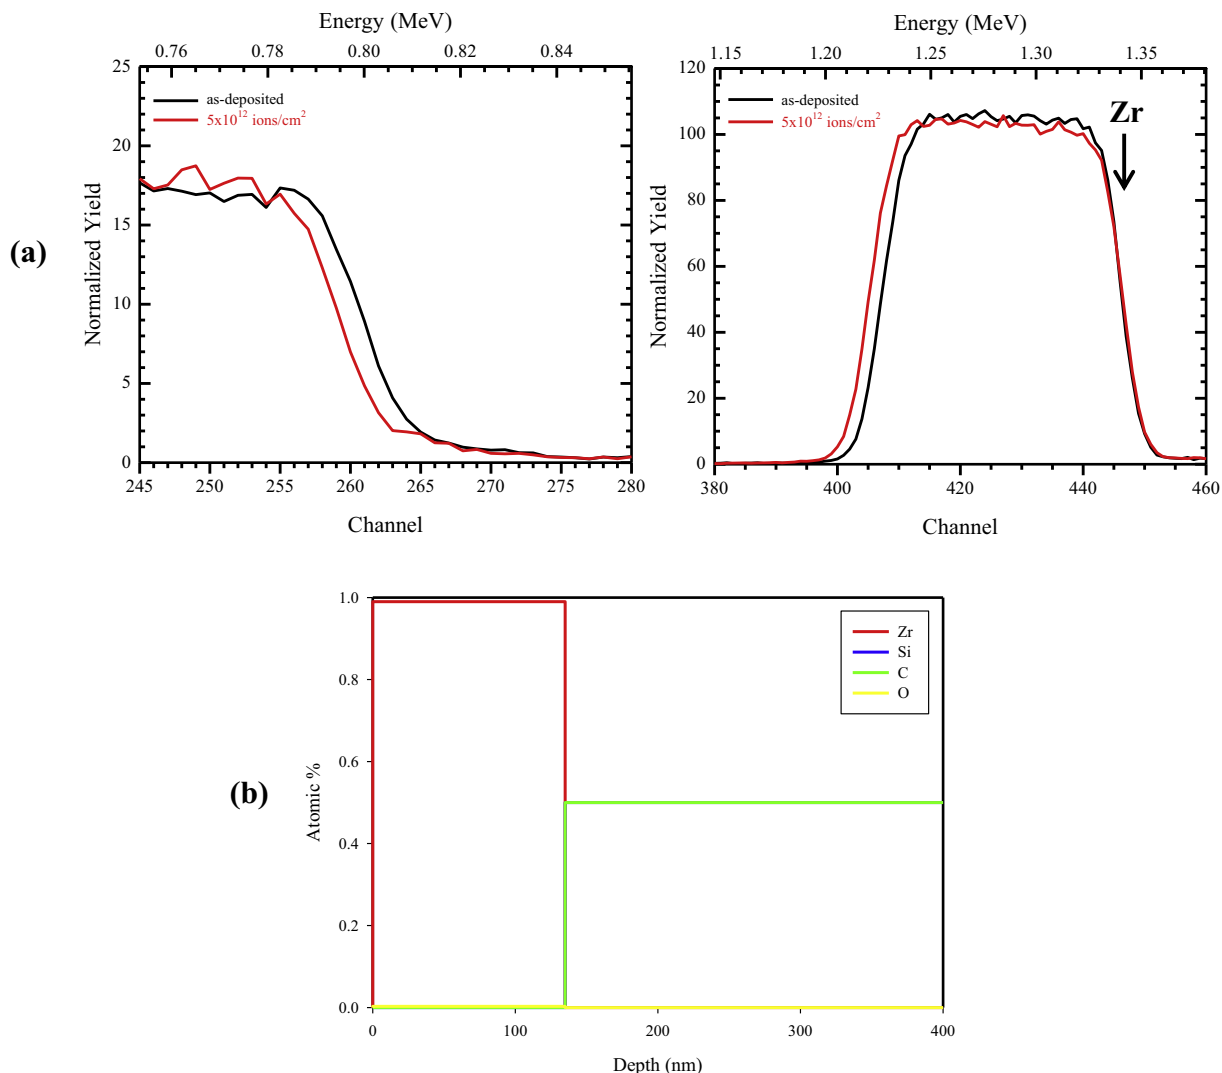 (a)
Energy (MeV)
0.76 0.78 0.80 0.82 0.84
25
20
15
10
5
0
Normalized Yield
as-deposited
5x10¹² ions/cm²
245 250 255 260 265 270 275 280
Channel
Energy (MeV)
1.15 1.20 1.25 1.30 1.35
120
100
80
60
40
20
0
Normalized Yield
as-deposited
5x10¹² ions/cm²
Zr
380 400 420 440 460
Channel
(b)
1.0
0.8
0.6
0.4
0.2
0.0
Atomic %
Zr
Si
C
O
0 100 200 300 400
Depth (nm)